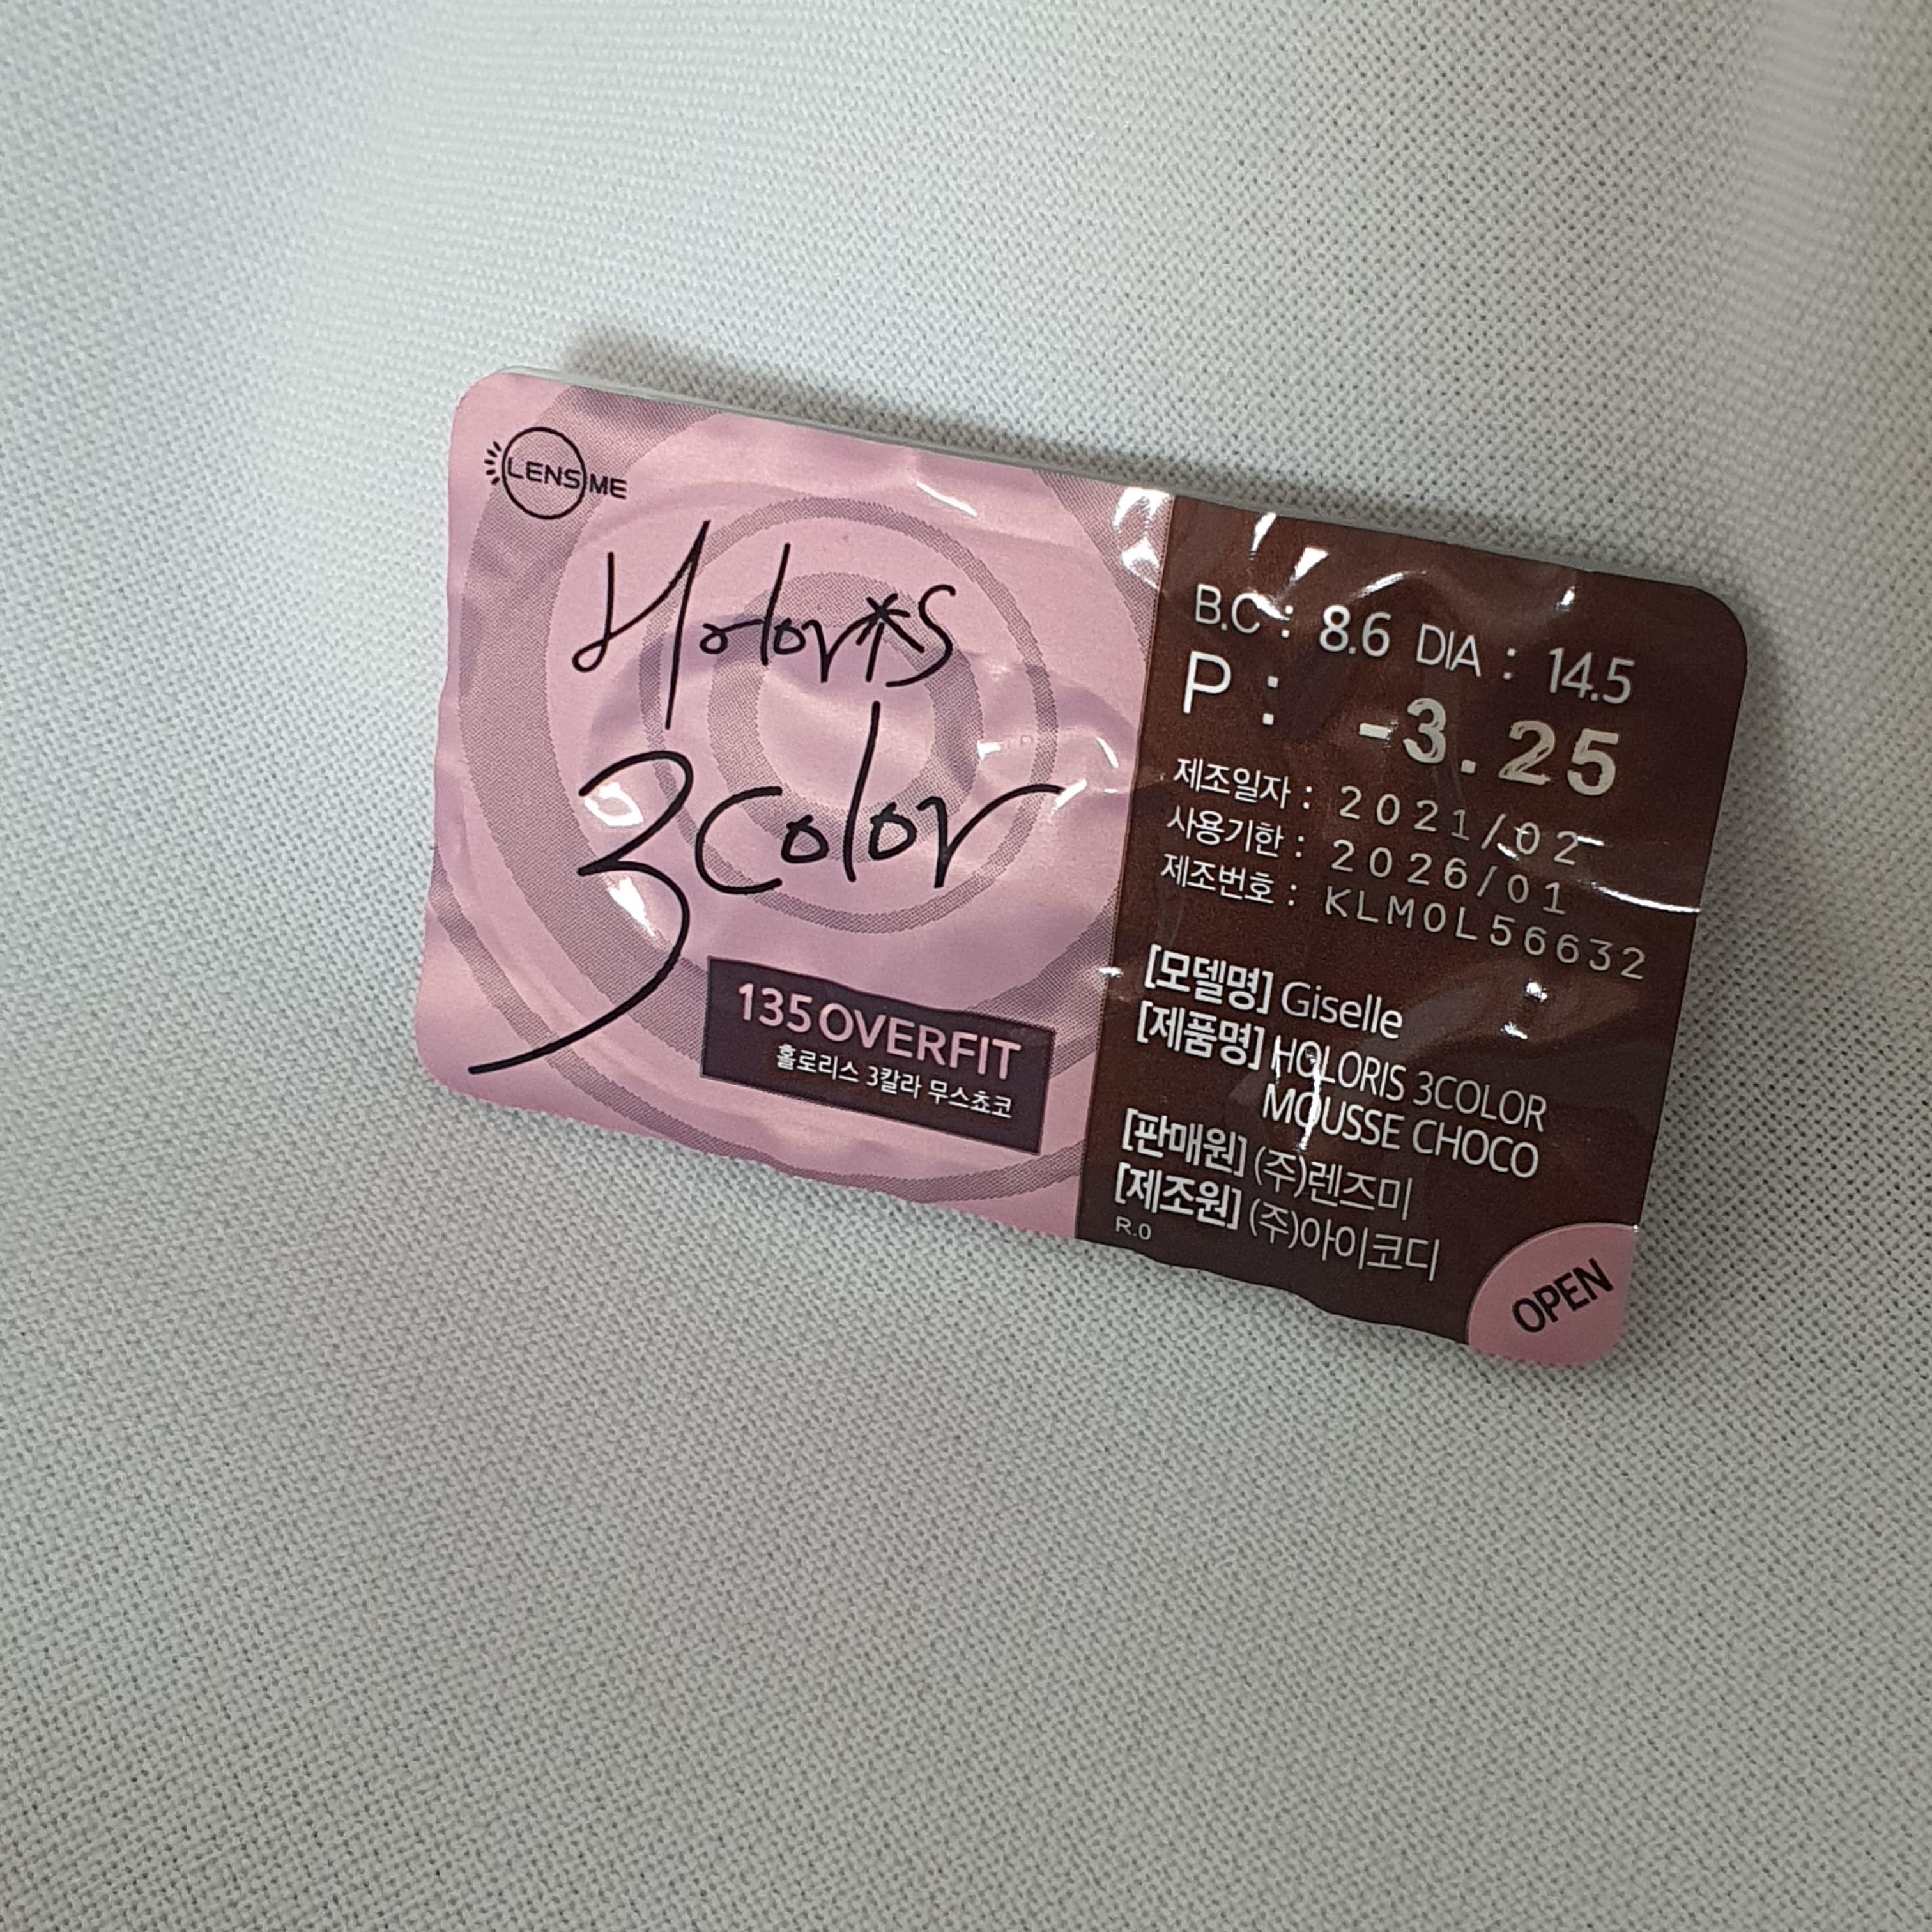 LENS ME
Holoris
3color
135 OVERFIT
홀로리스 3칼라 무스쵸코
B.C : 8.6 DIA : 14.5
P : -3.25
제조일자 : 2021/02
사용기한 : 2026/01
제조번호 : KLM0L56632
[모델명] Giselle
[제품명] HOLORIS 3COLOR
MOUSSE CHOCO
[판매원] (주)렌즈미
[제조원] (주)아이코디
R.0
OPEN